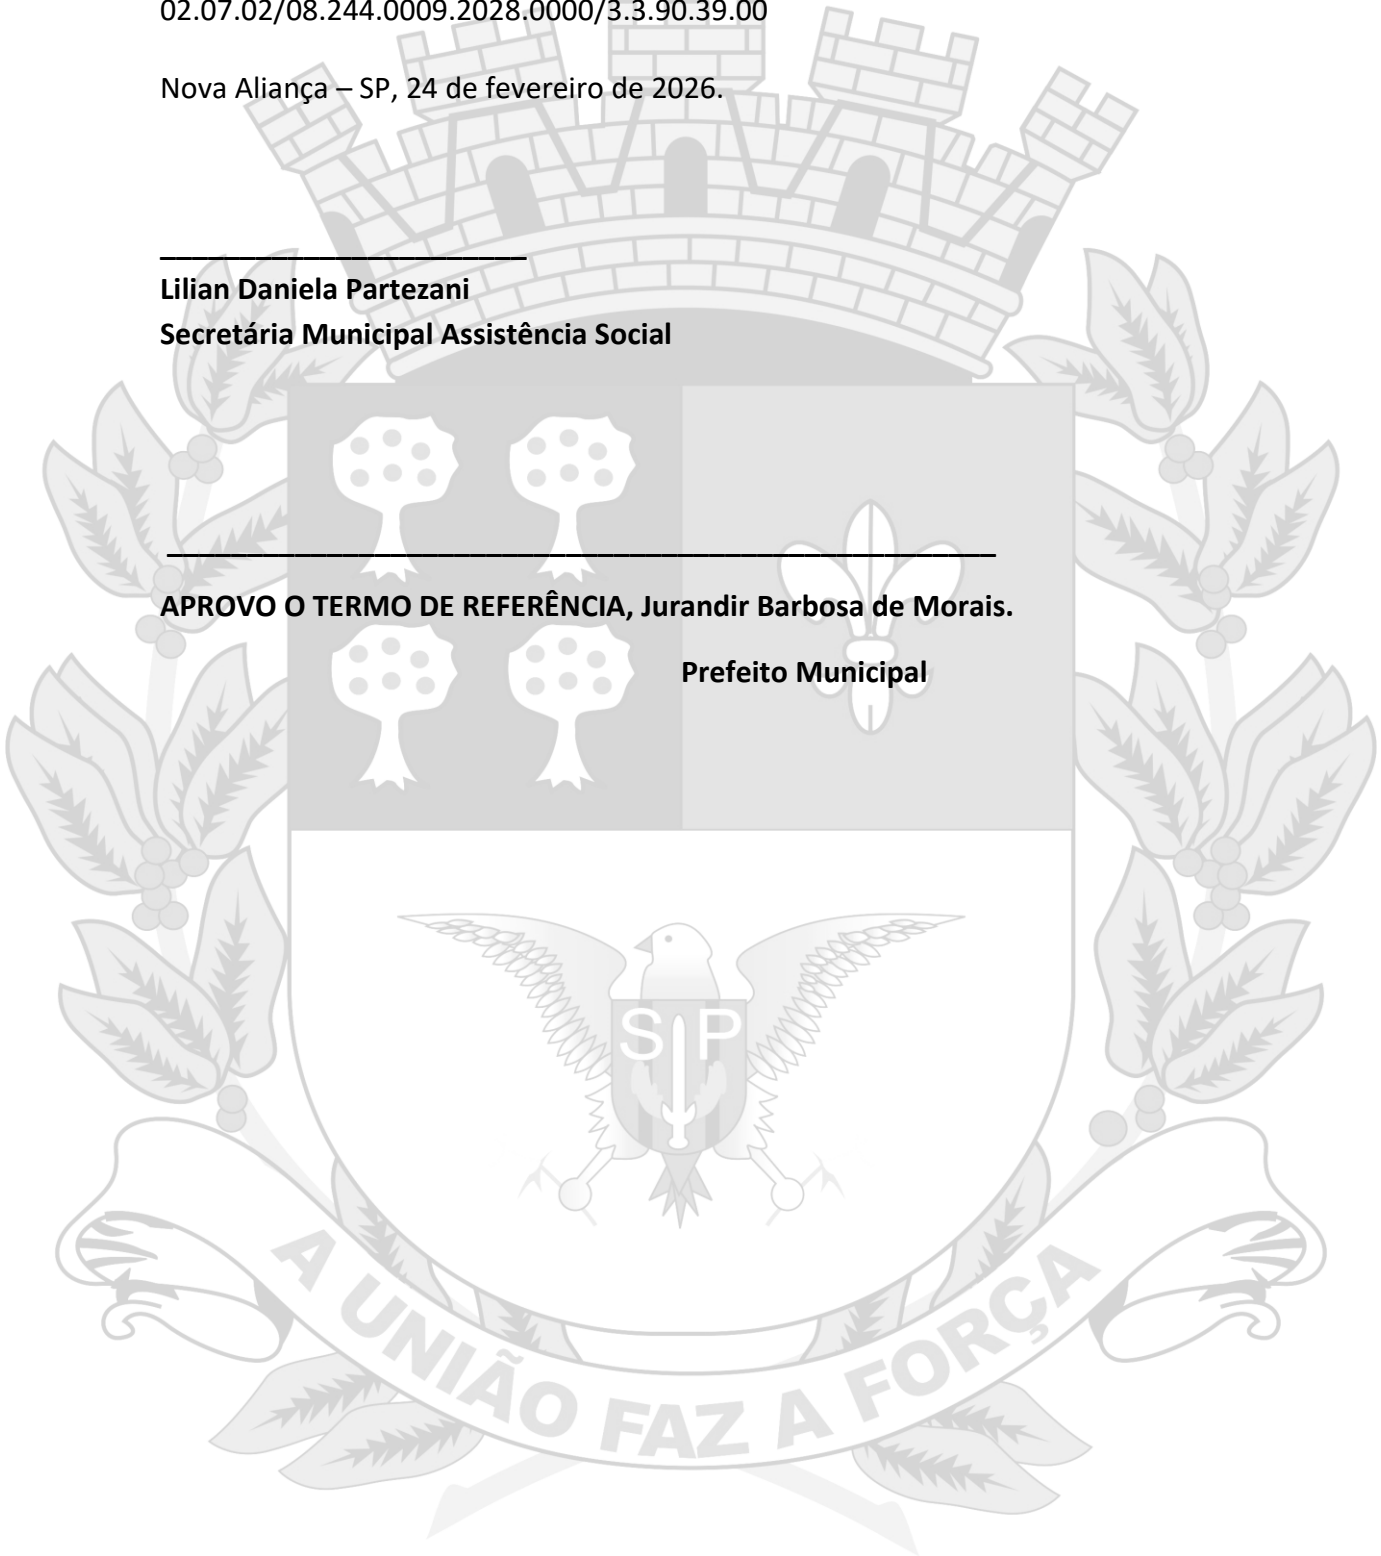 02.07.02/08.244.0009.2028.0000/3.3.90.39.00
Nova Aliança – SP, 24 de fevereiro de 2026.
Lilian Daniela Partezani
Secretária Municipal Assistência Social
APROVO O TERMO DE REFERÊNCIA, Jurandir Barbosa de Morais.
Prefeito Municipal
S P
A UNIÃO FAZ A FORÇA